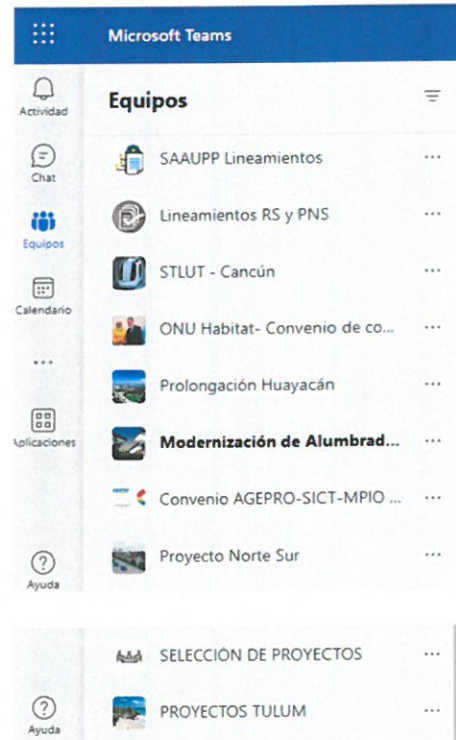 Microsoft Teams
Actividad
Chat
Equipos
Calendario
...
Aplicaciones
Ayuda
Equipos
SAAUPP Lineamientos ...
Lineamientos RS y PNS ...
STLUT - Cancún ...
ONU Habitat- Convenio de co... ...
Prolongación Huayacán ...
Modernización de Alumbrad... ...
Convenio AGEPRO-SICT-MPIO ... ...
Proyecto Norte Sur ...
SELECCIÓN DE PROYECTOS ...
PROYECTOS TULUM ...
Ayuda